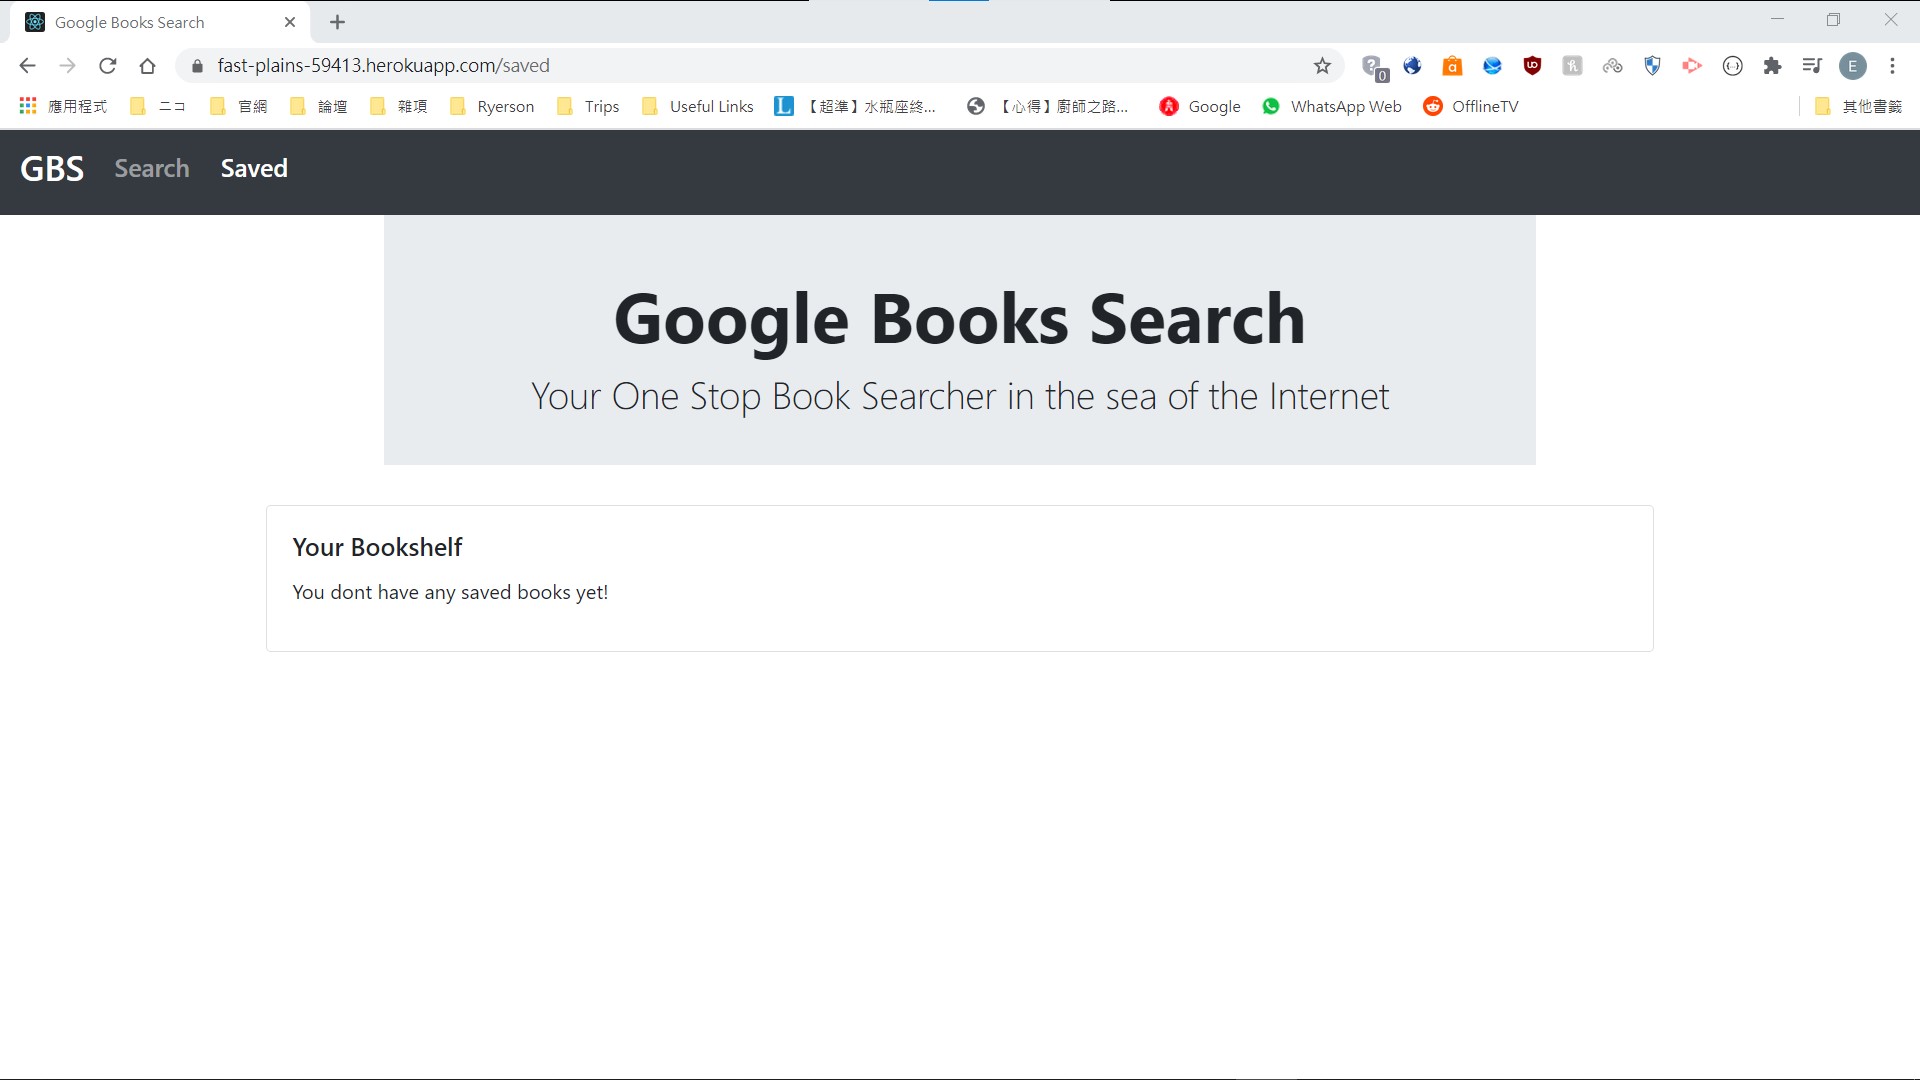 Google Books Search
fast-plains-59413.herokuapp.com/saved
0
E
應用程式 ニコ 官網 論壇 雜項 Ryerson Trips Useful Links 【超準】水瓶座終... 【心得】廚師之路... Google WhatsApp Web OfflineTV 其他書籤
GBS Search Saved
Google Books Search
Your One Stop Book Searcher in the sea of the Internet
Your Bookshelf
You dont have any saved books yet!